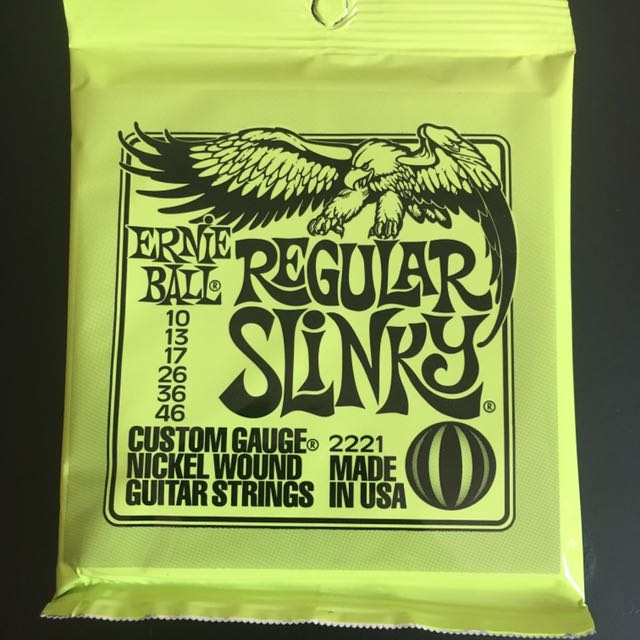 ERNIE
BALL®
REGULAR
SLINKY®
10
13
17
26
36
46
CUSTOM GAUGE®
NICKEL WOUND
GUITAR STRINGS
2221
MADE
IN USA